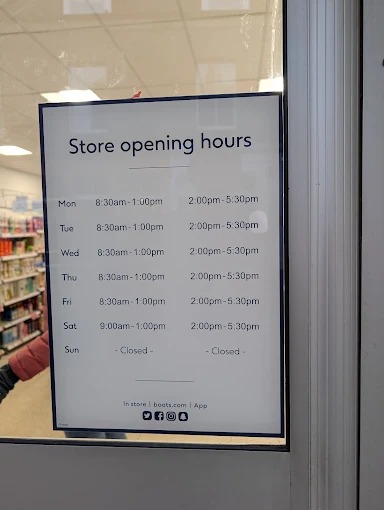 Store opening hours
Mon 8:30am - 1:00pm 2:00pm - 5:30pm
Tue 8:30am - 1:00pm 2:00pm - 5:30pm
Wed 8:30am - 1:00pm 2:00pm - 5:30pm
Thu 8:30am - 1:00pm 2:00pm - 5:30pm
Fri 8:30am - 1:00pm 2:00pm - 5:30pm
Sat 9:00am - 1:00pm 2:00pm - 5:30pm
Sun - Closed - - Closed -
In store | boots.com | App